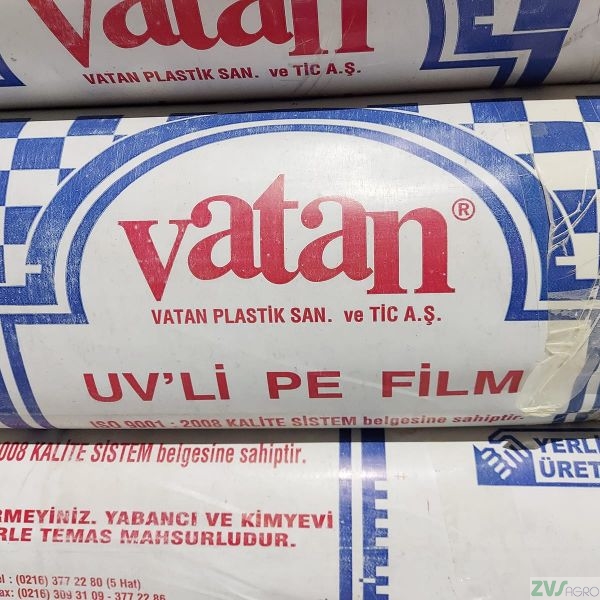 vatan
VATAN PLASTİK SAN. ve TİC A.Ş.
vatan®
VATAN PLASTİK SAN. ve TİC A.Ş.
UV'Lİ PE FİLM
ISO 9001 : 2008 KALİTE SİSTEM belgesine sahiptir.
008 KALİTE SİSTEM belgesine sahiptir.
YERLİ
ÜRET
RMEYİNİZ. YABANCI VE KİMYEVİ
RLE TEMAS MAHSURLUDUR.
el : (0216) 377 22 80 (5 Hat)
ax: (0216) 309 31 09 - 377 22 86
ZVSAGRO